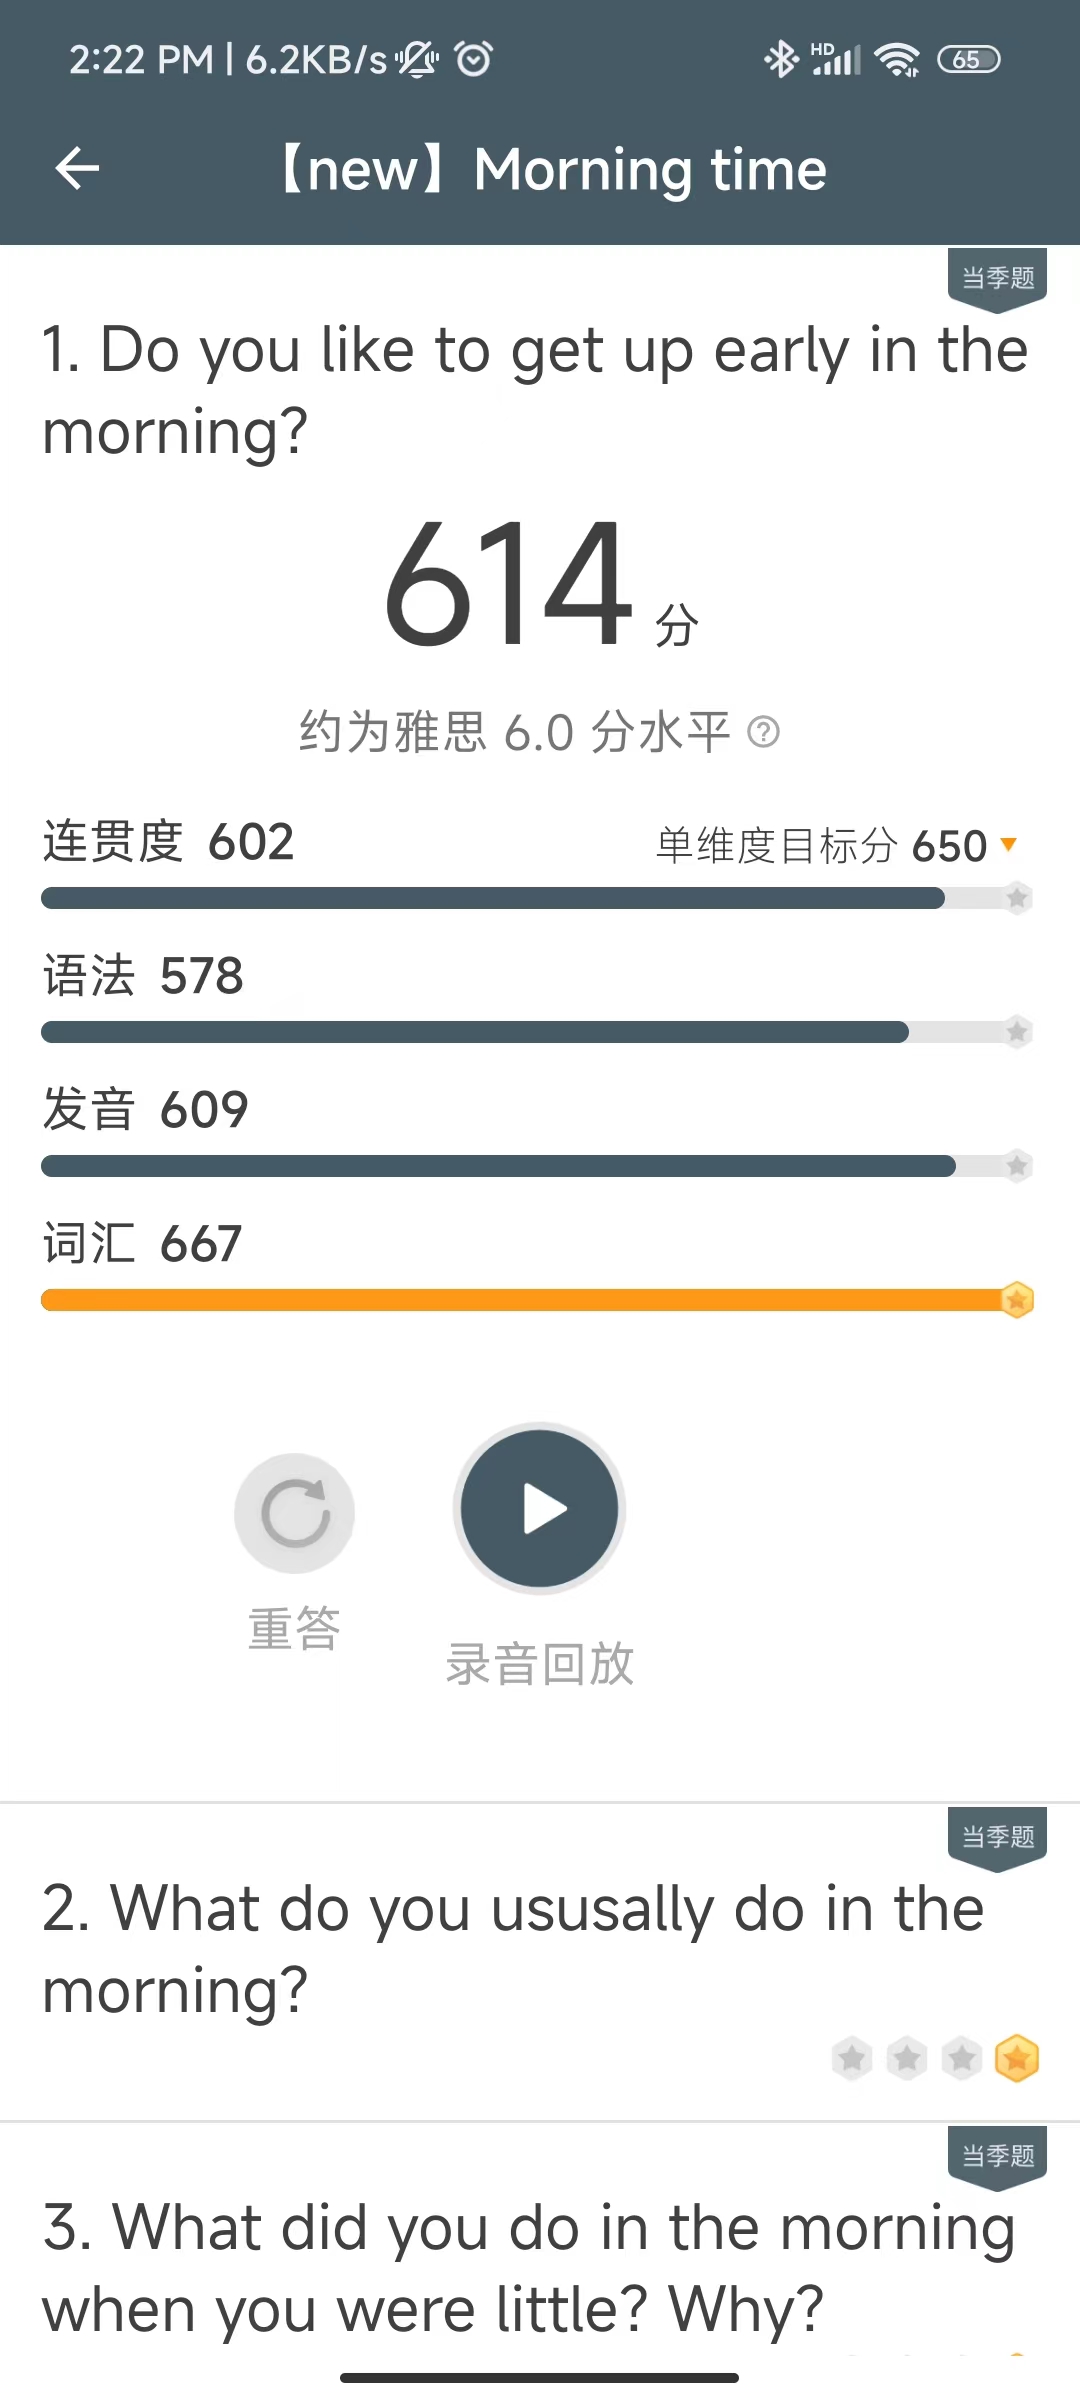 2:22 PM | 6.2KB/s HD 65
【new】Morning time
当季题
1. Do you like to get up early in the
morning?
614 分
约为雅思 6.0 分水平 ?
连贯度 602 单维度目标分 650
语法 578
发音 609
词汇 667
重答
录音回放
当季题
2. What do you ususally do in the
morning?
当季题
3. What did you do in the morning
when you were little? Why?